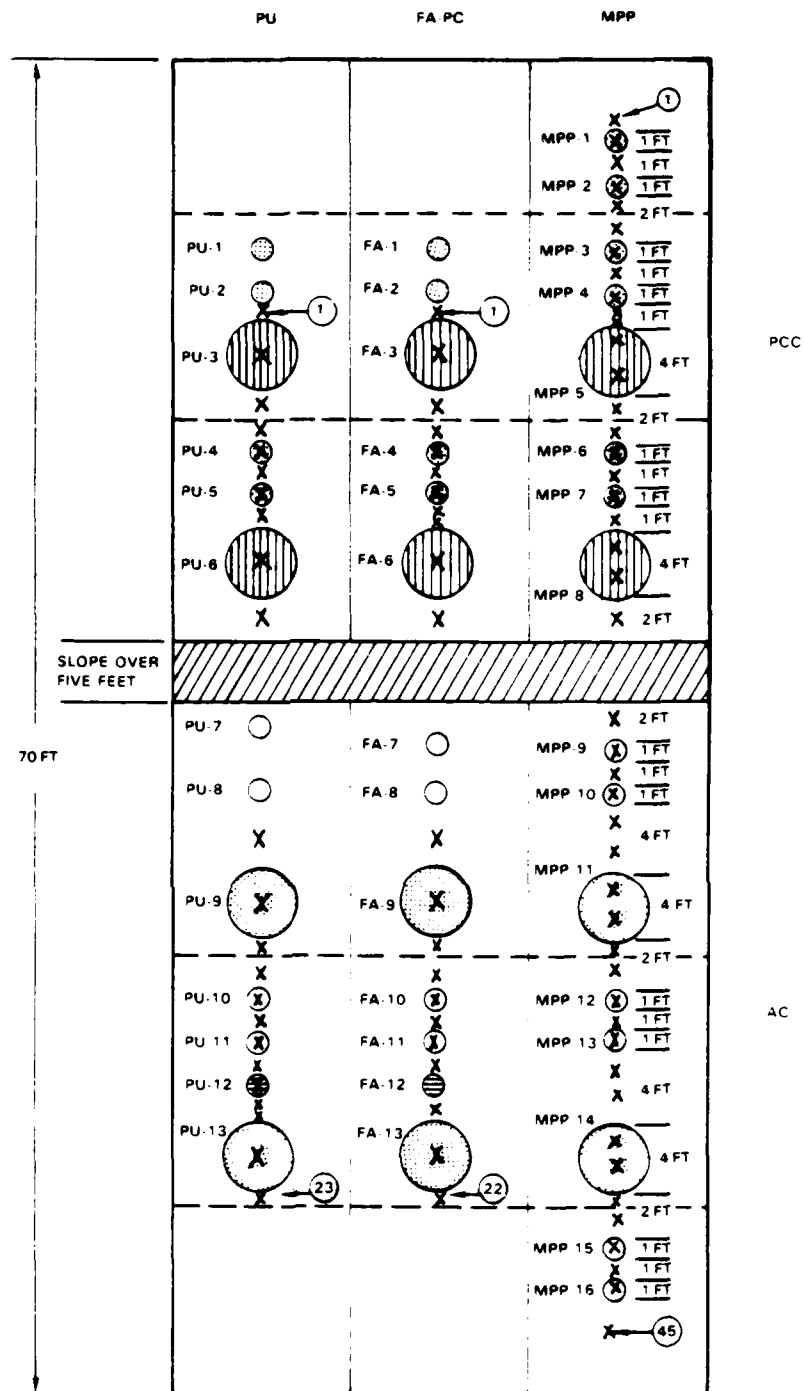 PU FA-PC MPP
1
MPP-1 1 FT
1 FT
MPP 2 1 FT
2 FT
PU-1 FA-1 MPP-3 1 FT
1 FT
PU-2 FA-2 MPP 4 1 FT
1 1 1 FT
PU-3 FA-3 4 FT PCC
MPP 5
2 FT
PU-4 FA-4 MPP-6 1 FT
1 FT
PU-5 FA-5 MPP-7 1 FT
1 FT
PU-6 FA-6 4 FT
MPP 8
2 FT
SLOPE OVER
FIVE FEET
PU-7 2 FT
70 FT FA-7 MPP-9 1 FT
1 FT
PU-8 FA-8 MPP 10 1 FT
4 FT
MPP 11
PU-9 FA-9 4 FT
2 FT
PU-10 FA-10 MPP 12 1 FT AC
1 FT
PU 11 FA-11 MPP 13 1 FT
PU-12 FA-12 4 FT
PU-13 FA-13 MPP 14
4 FT
23 22
2 FT
MPP 15 1 FT
1 FT
MPP 16 1 FT
45